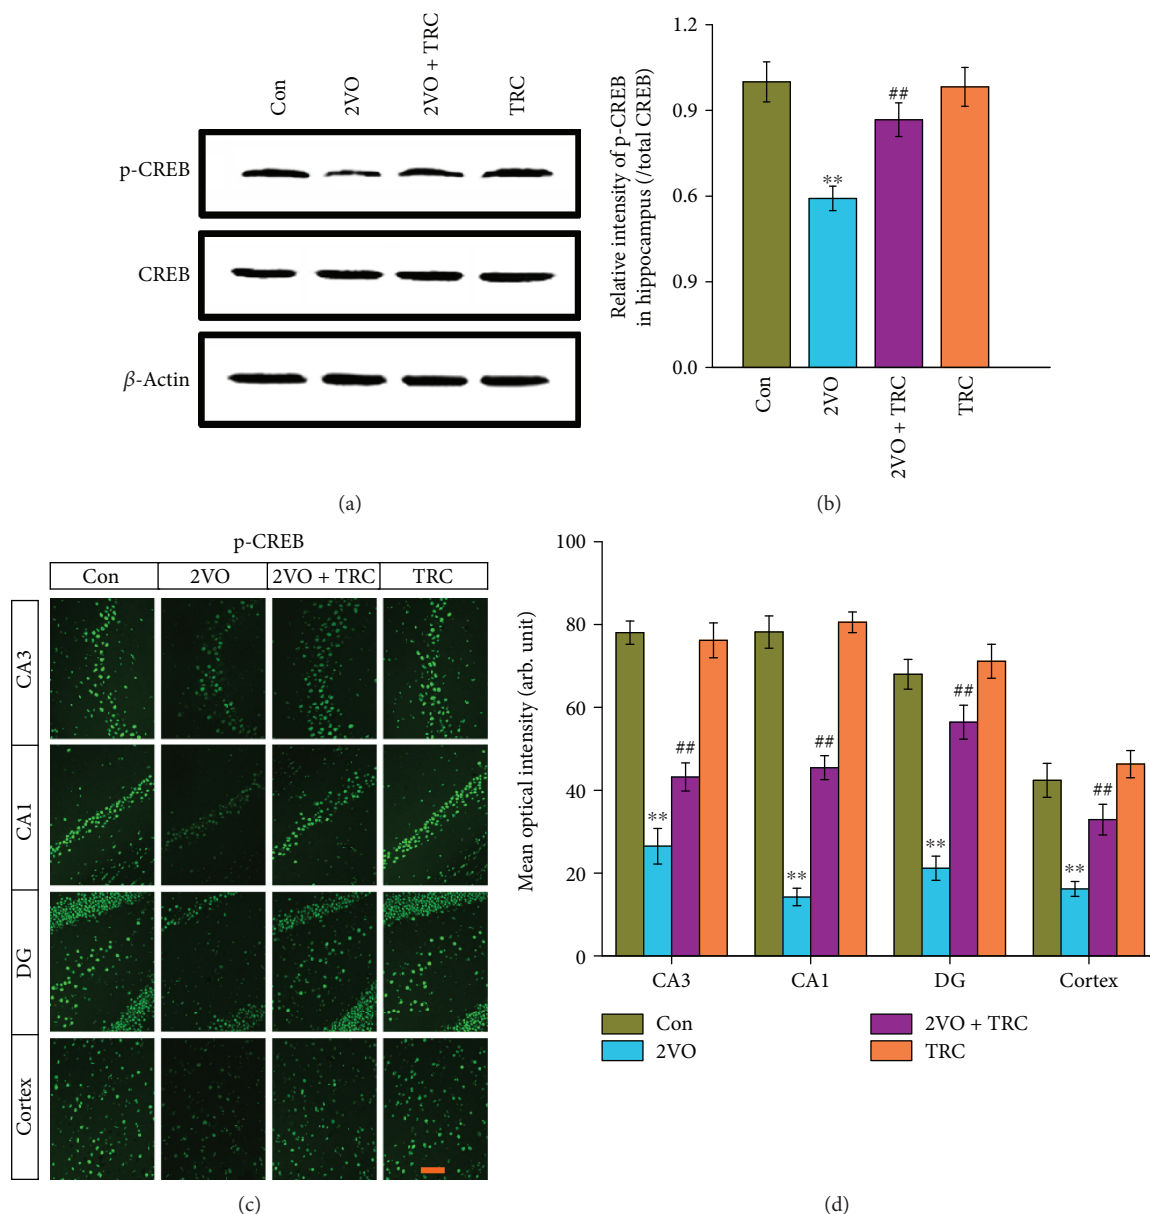 Con
2VO
2VO + TRC
TRC
p-CREB
CREB
β-Actin
(a)
Relative intensity of p-CREB
in hippocampus (/total CREB)
1.2
0.9
0.6
0.9
0.0
##
**
Con
2VO
2VO + TRC
TRC
(b)
p-CREB
Con
2VO
2VO + TRC
TRC
CA3
CA1
DG
Cortex
(c)
Mean optical intensity (arb. unit)
100
80
60
40
20
0
**
##
**
##
**
##
**
##
CA3
CA1
DG
Cortex
Con
2VO
2VO + TRC
TRC
(d)